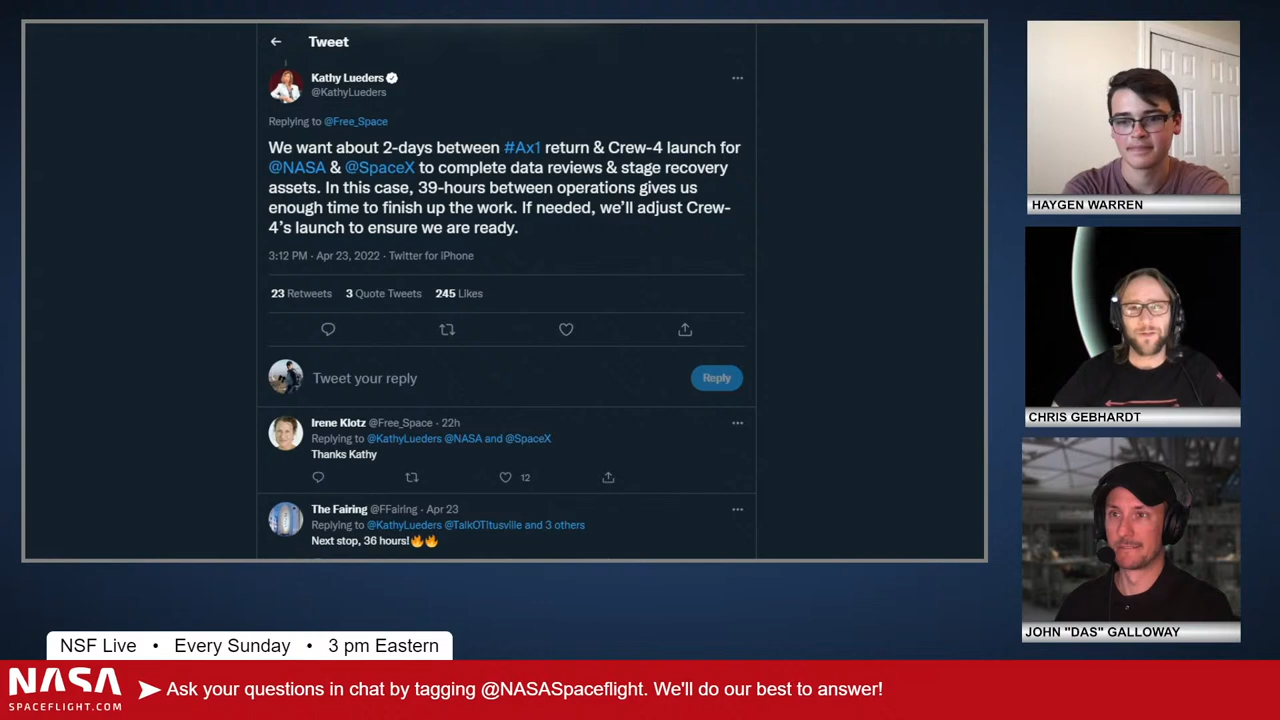 Tweet
Kathy Lueders
@KathyLueders
Replying to @Free_Space
We want about 2-days between #Ax1 return & Crew-4 launch for
@NASA & @SpaceX to complete data reviews & stage recovery
assets. In this case, 39-hours between operations gives us
enough time to finish up the work. If needed, we'll adjust Crew-
4's launch to ensure we are ready.
3:12 PM · Apr 23, 2022 · Twitter for iPhone
23 Retweets 3 Quote Tweets 245 Likes
Tweet your reply
Reply
Irene Klotz @Free_Space · 22h
Replying to @KathyLueders @NASA and @SpaceX
Thanks Kathy
12
The Fairing @FFairing · Apr 23
Replying to @KathyLueders @TalkOTitusville and 3 others
Next stop, 36 hours!🔥🔥
HAYGEN WARREN
CHRIS GEBHARDT
JOHN "DAS" GALLOWAY
NSF Live • Every Sunday • 3 pm Eastern
NASA
SPACEFLIGHT.COM
Ask your questions in chat by tagging @NASASpaceflight. We'll do our best to answer!